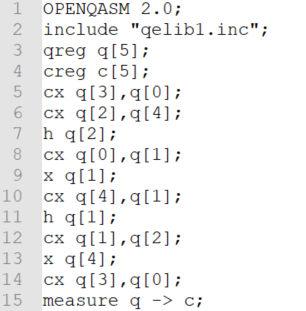 1 OPENQASM 2.0;
2 include "qelib1.inc";
3 qreg q[5];
4 creg c[5];
5 cx q[3],q[0];
6 cx q[2],q[4];
7 h q[2];
8 cx q[0],q[1];
9 x q[1];
10 cx q[4],q[1];
11 h q[1];
12 cx q[1],q[2];
13 x q[4];
14 cx q[3],q[0];
15 measure q -> c;